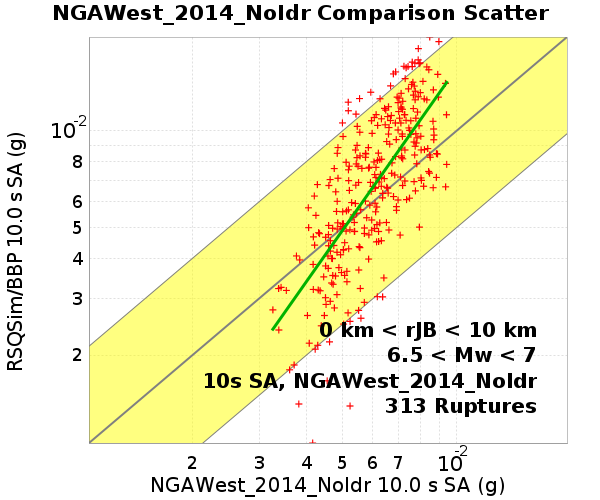 NGAWest_2014_NoIdr Comparison Scatter
RSQSim/BBP 10.0 s SA (g)
10-2
8
6
5
4
3
2
0 km < rJB < 10 km
6.5 < Mw < 7
10s SA, NGAWest_2014_NoIdr
313 Ruptures
2 3 4 5 6 7 10-2
NGAWest_2014_NoIdr 10.0 s SA (g)